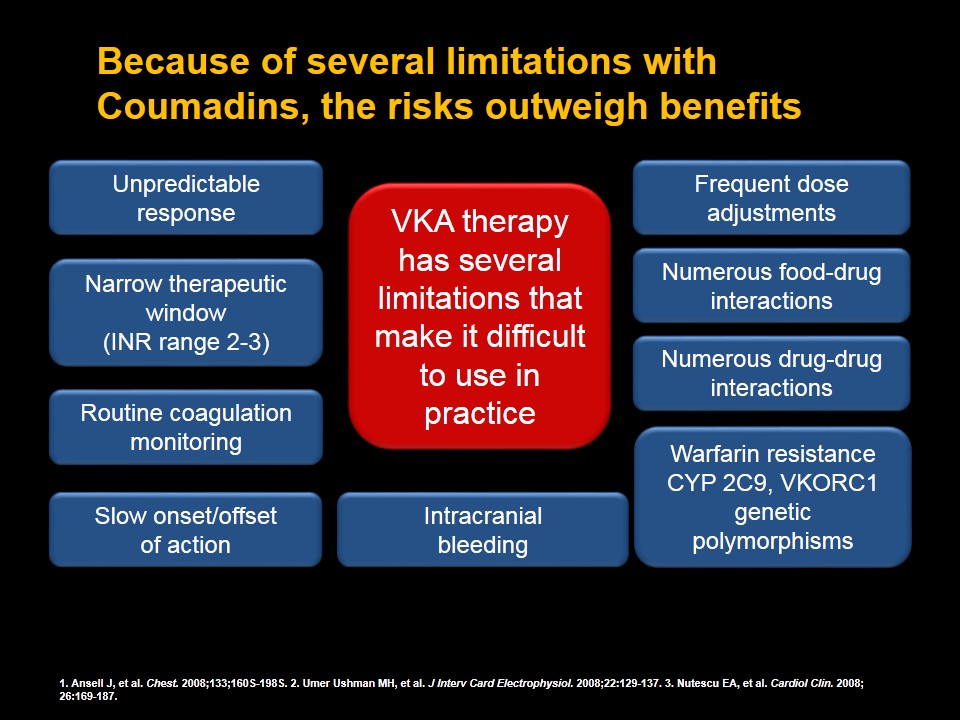 Because of several limitations with
Coumadins, the risks outweigh benefits
Unpredictable
response
Narrow therapeutic
window
(INR range 2-3)
Routine coagulation
monitoring
Slow onset/offset
of action
VKA therapy
has several
limitations that
make it difficult
to use in
practice
Intracranial
bleeding
Frequent dose
adjustments
Numerous food-drug
interactions
Numerous drug-drug
interactions
Warfarin resistance
CYP 2C9, VKORC1
genetic
polymorphisms
1. Ansell J, et al. Chest. 2008;133;160S-198S. 2. Umer Ushman MH, et al. J Interv Card Electrophysiol. 2008;22:129-137. 3. Nutescu EA, et al. Cardiol Clin. 2008;
26:169-187.